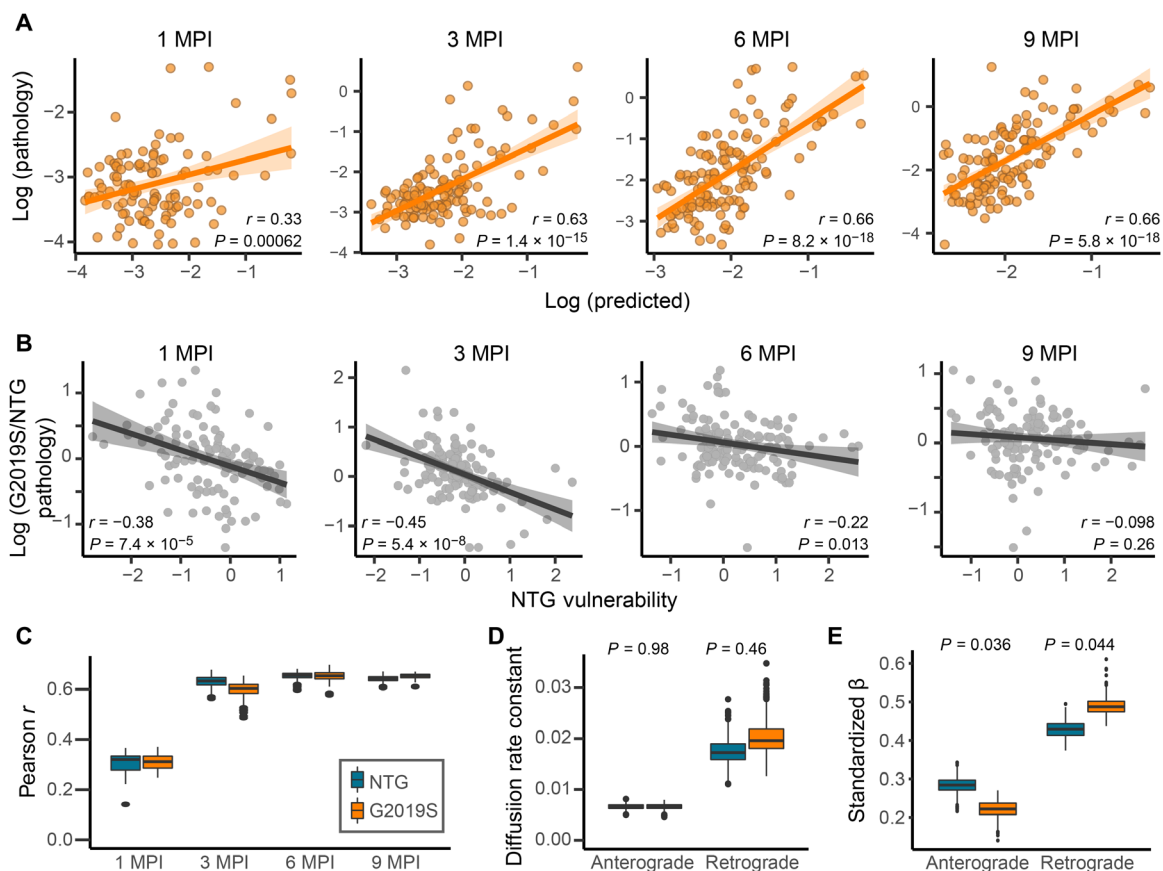 A
1 MPI 3 MPI 6 MPI 9 MPI
Log (pathology)
−2
−3
−4
r = 0.33
P = 0.00062
−4 −3 −2 −1
0
−1
−2
−3
−4
r = 0.63
P = 1.4 × 10⁻¹⁵
−3 −2 −1
0
−1
−2
−3
r = 0.66
P = 8.2 × 10⁻¹⁸
−3 −2 −1
0
−2
−4
r = 0.66
P = 5.8 × 10⁻¹⁸
−2 −1
Log (predicted)
B
1 MPI 3 MPI 6 MPI 9 MPI
Log (G2019S/NTG
pathology)
1
0
−1
r = −0.38
P = 7.4 × 10⁻⁵
−2 −1 0 1
2
1
0
−1
r = −0.45
P = 5.4 × 10⁻⁸
−2 −1 0 1 2
1
0
−1
r = −0.22
P = 0.013
−1 0 1 2
1
0
−1
r = −0.098
P = 0.26
−1 0 1 2
NTG vulnerability
C
Pearson r
0.6
0.4
0.2
0.0
NTG
G2019S
1 MPI 3 MPI 6 MPI 9 MPI
D
P = 0.98 P = 0.46
Diffusiion rate constant
0.03
0.02
0.01
0.00
Anterograde Retrograde
E
P = 0.036 P = 0.044
Standardized β
0.6
0.5
0.4
0.3
0.2
Anterograde Retrograde